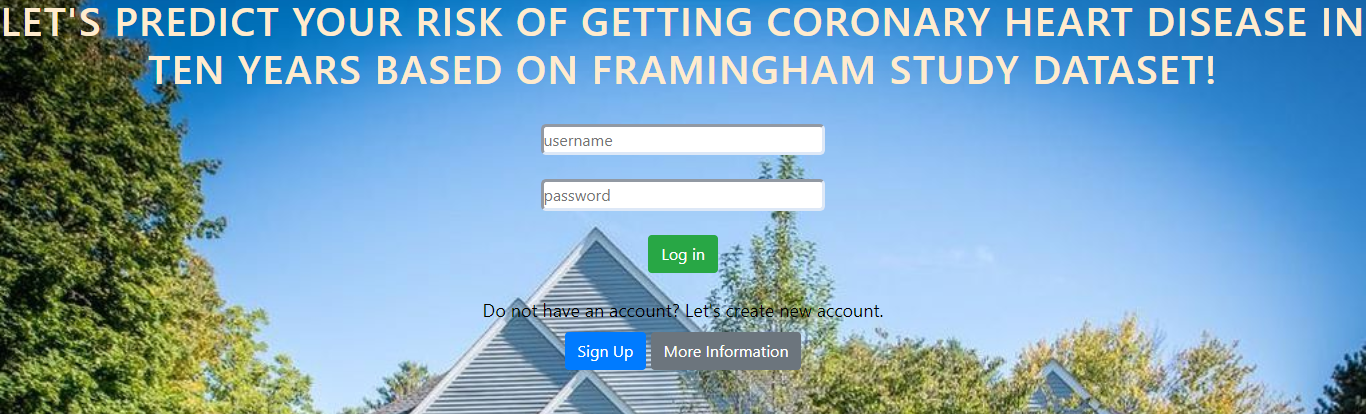 LET'S PREDICT YOUR RISK OF GETTING CORONARY HEART DISEASE IN
TEN YEARS BASED ON FRAMINGHAM STUDY DATASET!
username
password
Log in
Do not have an account? Let's create new account.
Sign Up More Information